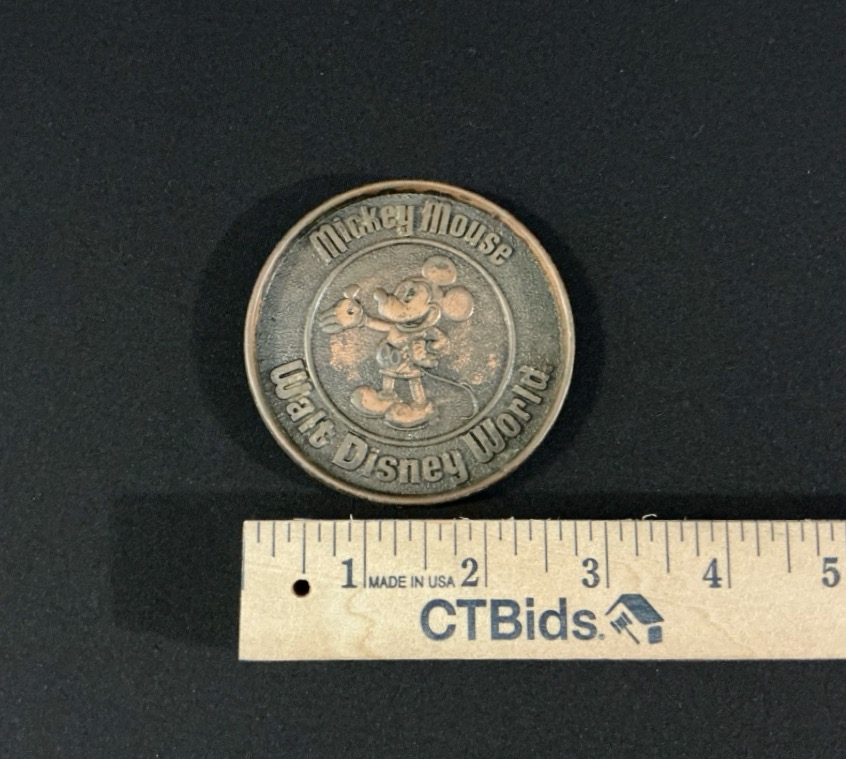 Mickey Mouse
Walt Disney World
1 MADE IN USA 2 3 4 5
CTBids.